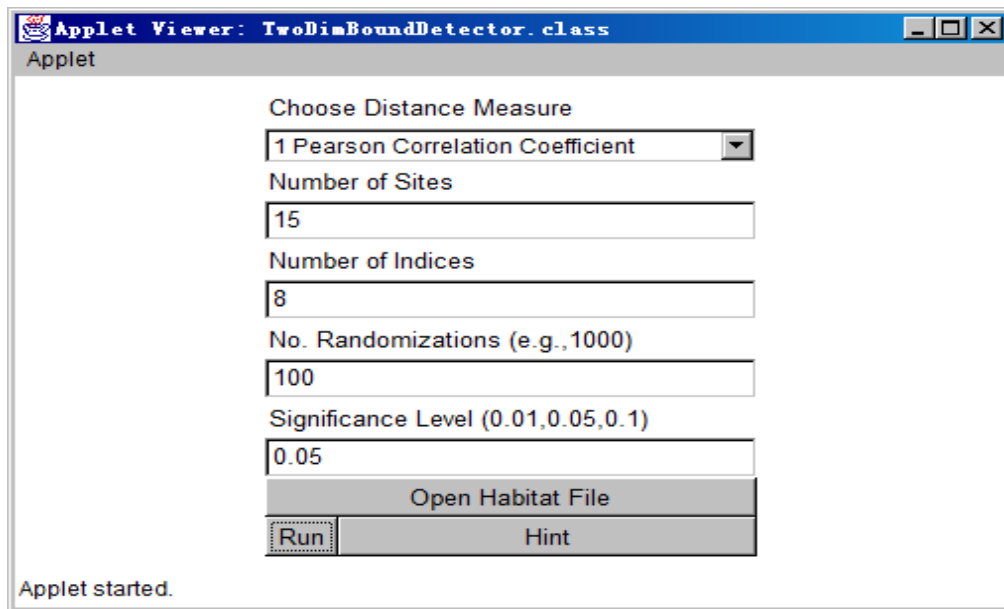 Applet Viewer: TwoDimBoundDetector.class
Applet
Choose Distance Measure
1 Pearson Correlation Coefficient
Number of Sites
15
Number of Indices
8
No. Randomizations (e.g.,1000)
100
Significance Level (0.01,0.05,0.1)
0.05
Open Habitat File
Run Hint
Applet started.